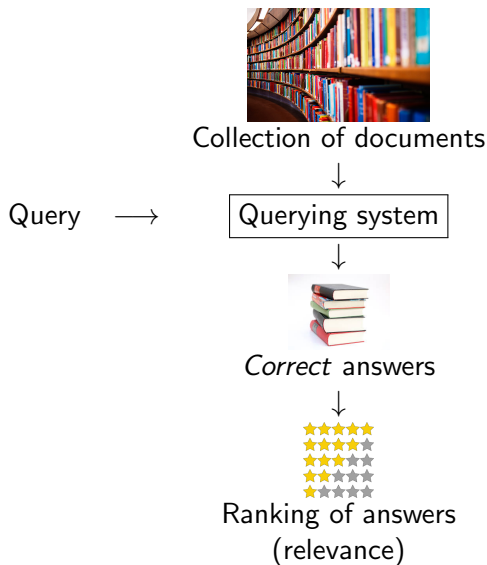 Collection of documents
↓
Query → Querying system
↓
Correct answers
↓
Ranking of answers
(relevance)